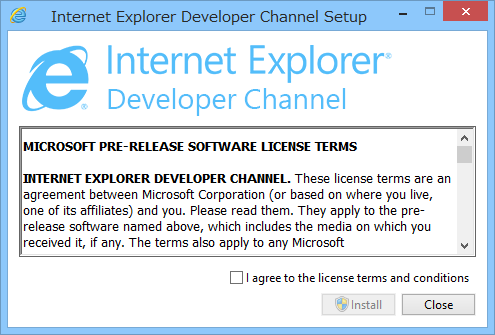 Internet Explorer Developer Channel Setup
Internet Explorer®
Developer Channel
MICROSOFT PRE-RELEASE SOFTWARE LICENSE TERMS
INTERNET EXPLORER DEVELOPER CHANNEL. These license terms are an
agreement between Microsoft Corporation (or based on where you live,
one of its affiliates) and you. Please read them. They apply to the pre-
release software named above, which includes the media on which you
received it, if any. The terms also apply to any Microsoft
I agree to the license terms and conditions
Install
Close